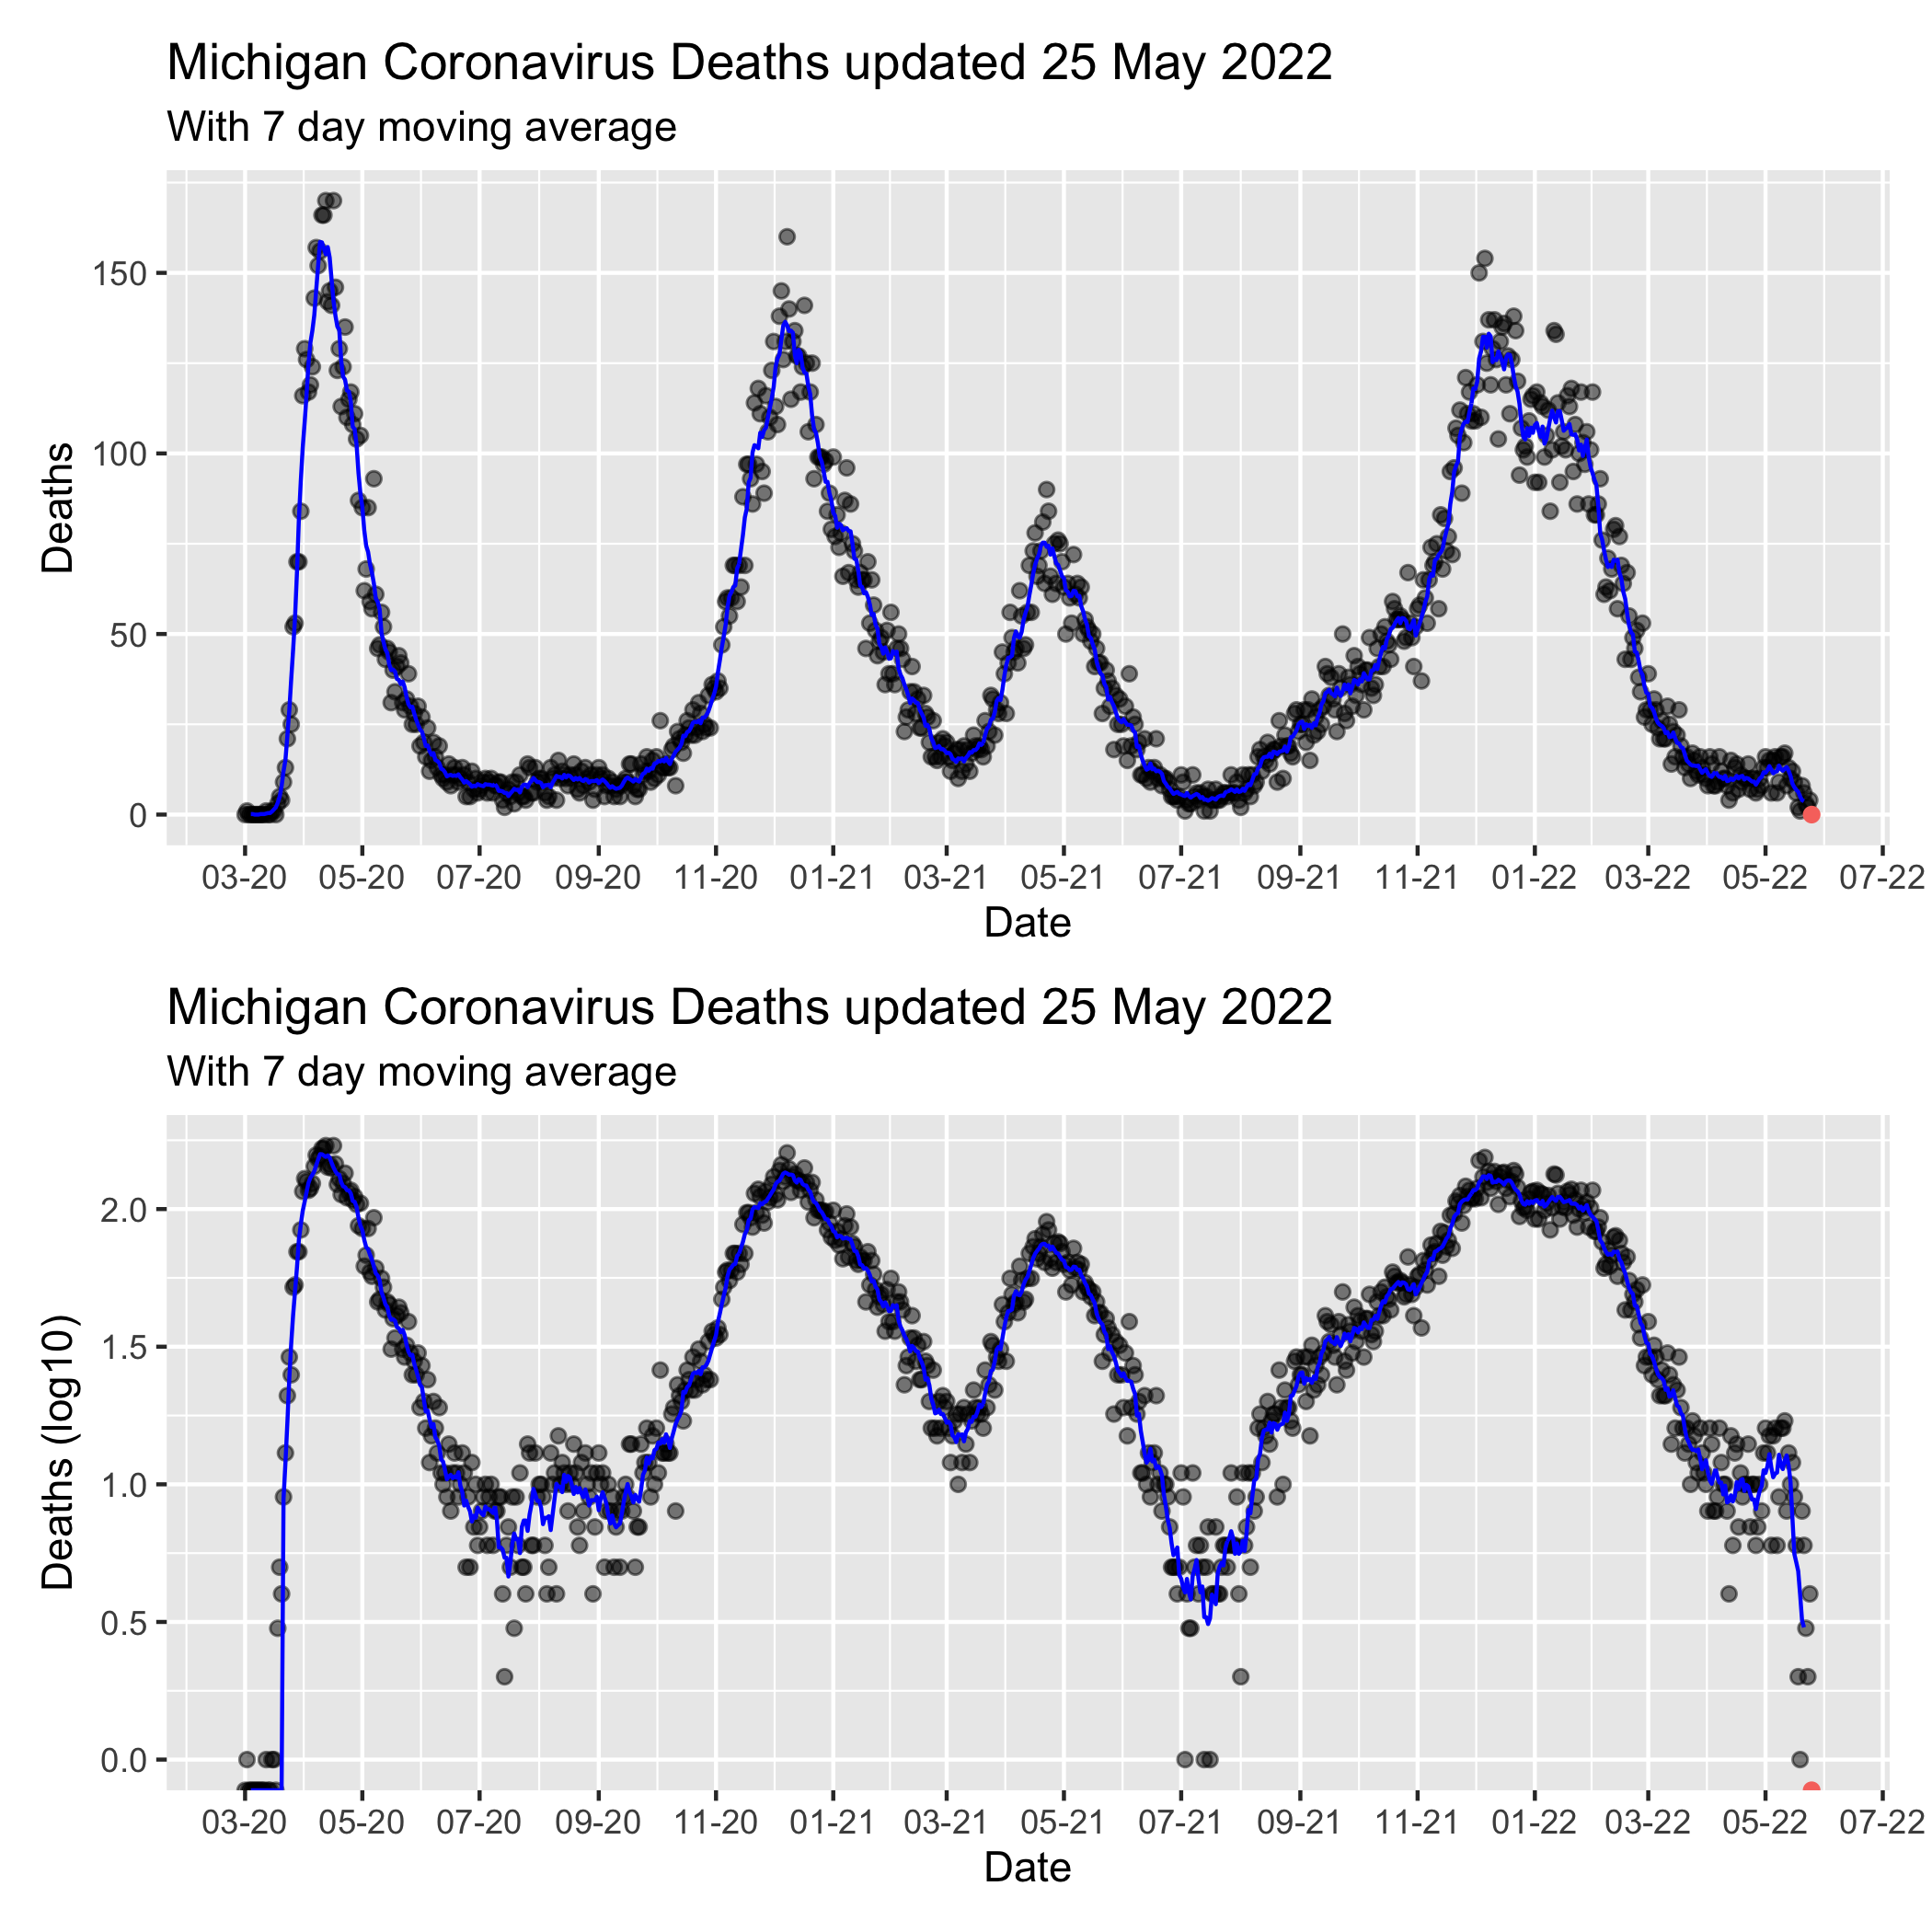 Michigan Coronavirus Deaths updated 25 May 2022
With 7 day moving average
Deaths
150
100
50
0
03-20 05-20 07-20 09-20 11-20 01-21 03-21 05-21 07-21 09-21 11-21 01-22 03-22 05-22 07-22
Date
Michigan Coronavirus Deaths updated 25 May 2022
With 7 day moving average
Deaths (log10)
2.0
1.5
1.0
0.5
0.0
03-20 05-20 07-20 09-20 11-20 01-21 03-21 05-21 07-21 09-21 11-21 01-22 03-22 05-22 07-22
Date